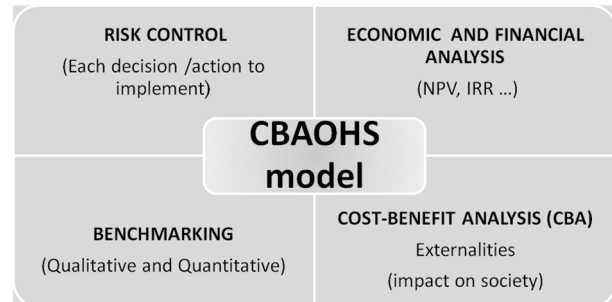 RISK CONTROL
(Each decision /action to
implement)
ECONOMIC AND FINANCIAL
ANALYSIS
(NPV, IRR ...)
CBAOHS
model
BENCHMARKING
(Qualitative and Quantitative)
COST-BENEFIT ANALYSIS (CBA)
Externalities
(impact on society)